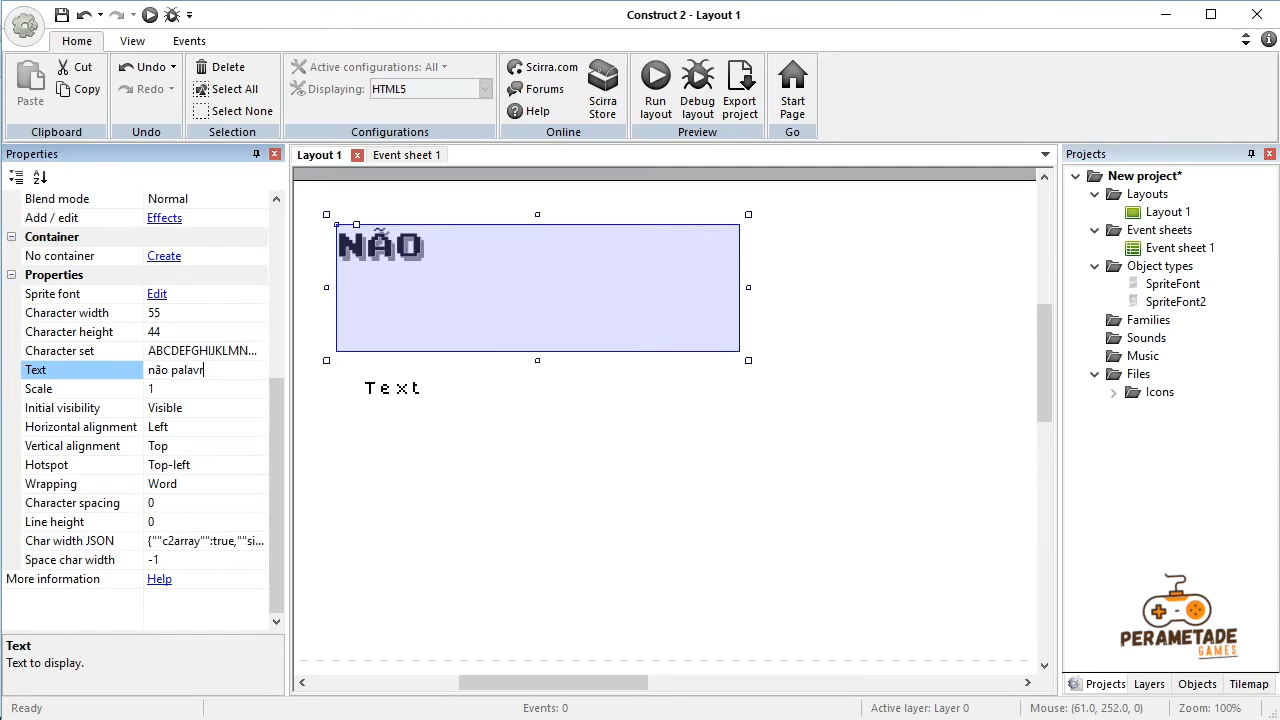 Construct 2 - Layout 1
Home View Events
Paste Cut Copy Clipboard
Undo Redo Undo
Delete Select All Select None Selection
Active configurations: All Displaying: HTML5 Configurations
Scirra.com Forums Help Scirra Store Online
Run layout Debug layout Export project Preview
Start Page Go
Properties
Layout 1 Event sheet 1
Projects
Blend mode Normal
Add / edit Effects
Container
No container Create
Properties
Sprite font Edit
Character width 55
Character height 44
Character set ABCDEFGHIJKLMN...
Text não palavr
Scale 1
Initial visibility Visible
Horizontal alignment Left
Vertical alignment Top
Hotspot Top-left
Wrapping Word
Character spacing 0
Line height 0
Char width JSON {""c2array"":true,""si...
Space char width -1
More information Help
Text
Text to display.
NÃO
Text
New project*
Layouts
Layout 1
Event sheets
Event sheet 1
Object types
SpriteFont
SpriteFont2
Families
Sounds
Music
Files
Icons
PERAMETADE
GAMES
Projects Layers Objects Tilemap
Ready Events: 0 Active layer: Layer 0 Mouse: (61.0, 252.0, 0) Zoom: 100%